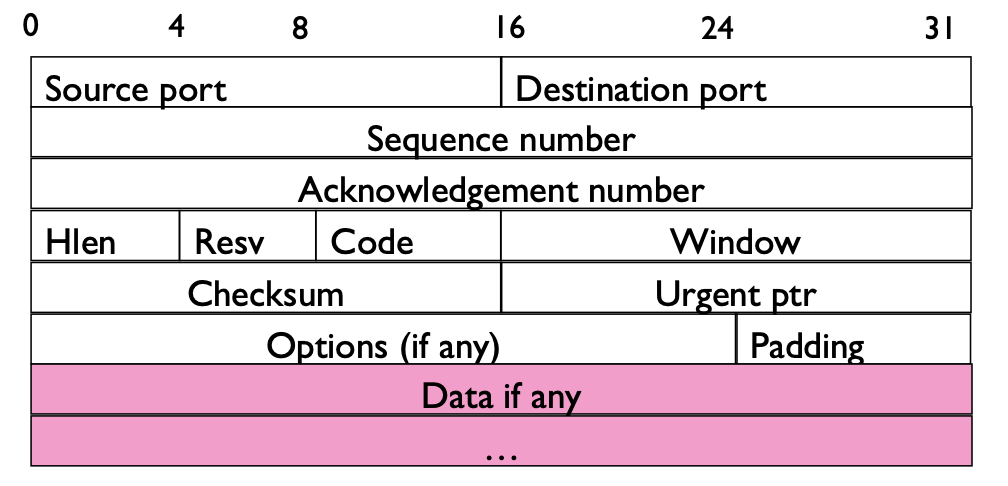 0 4 8 16 24 31
Source port Destination port
Sequence number
Acknowledgement number
Hlen Resv Code Window
Checksum Urgent ptr
Options (if any) Padding
Data if any
...